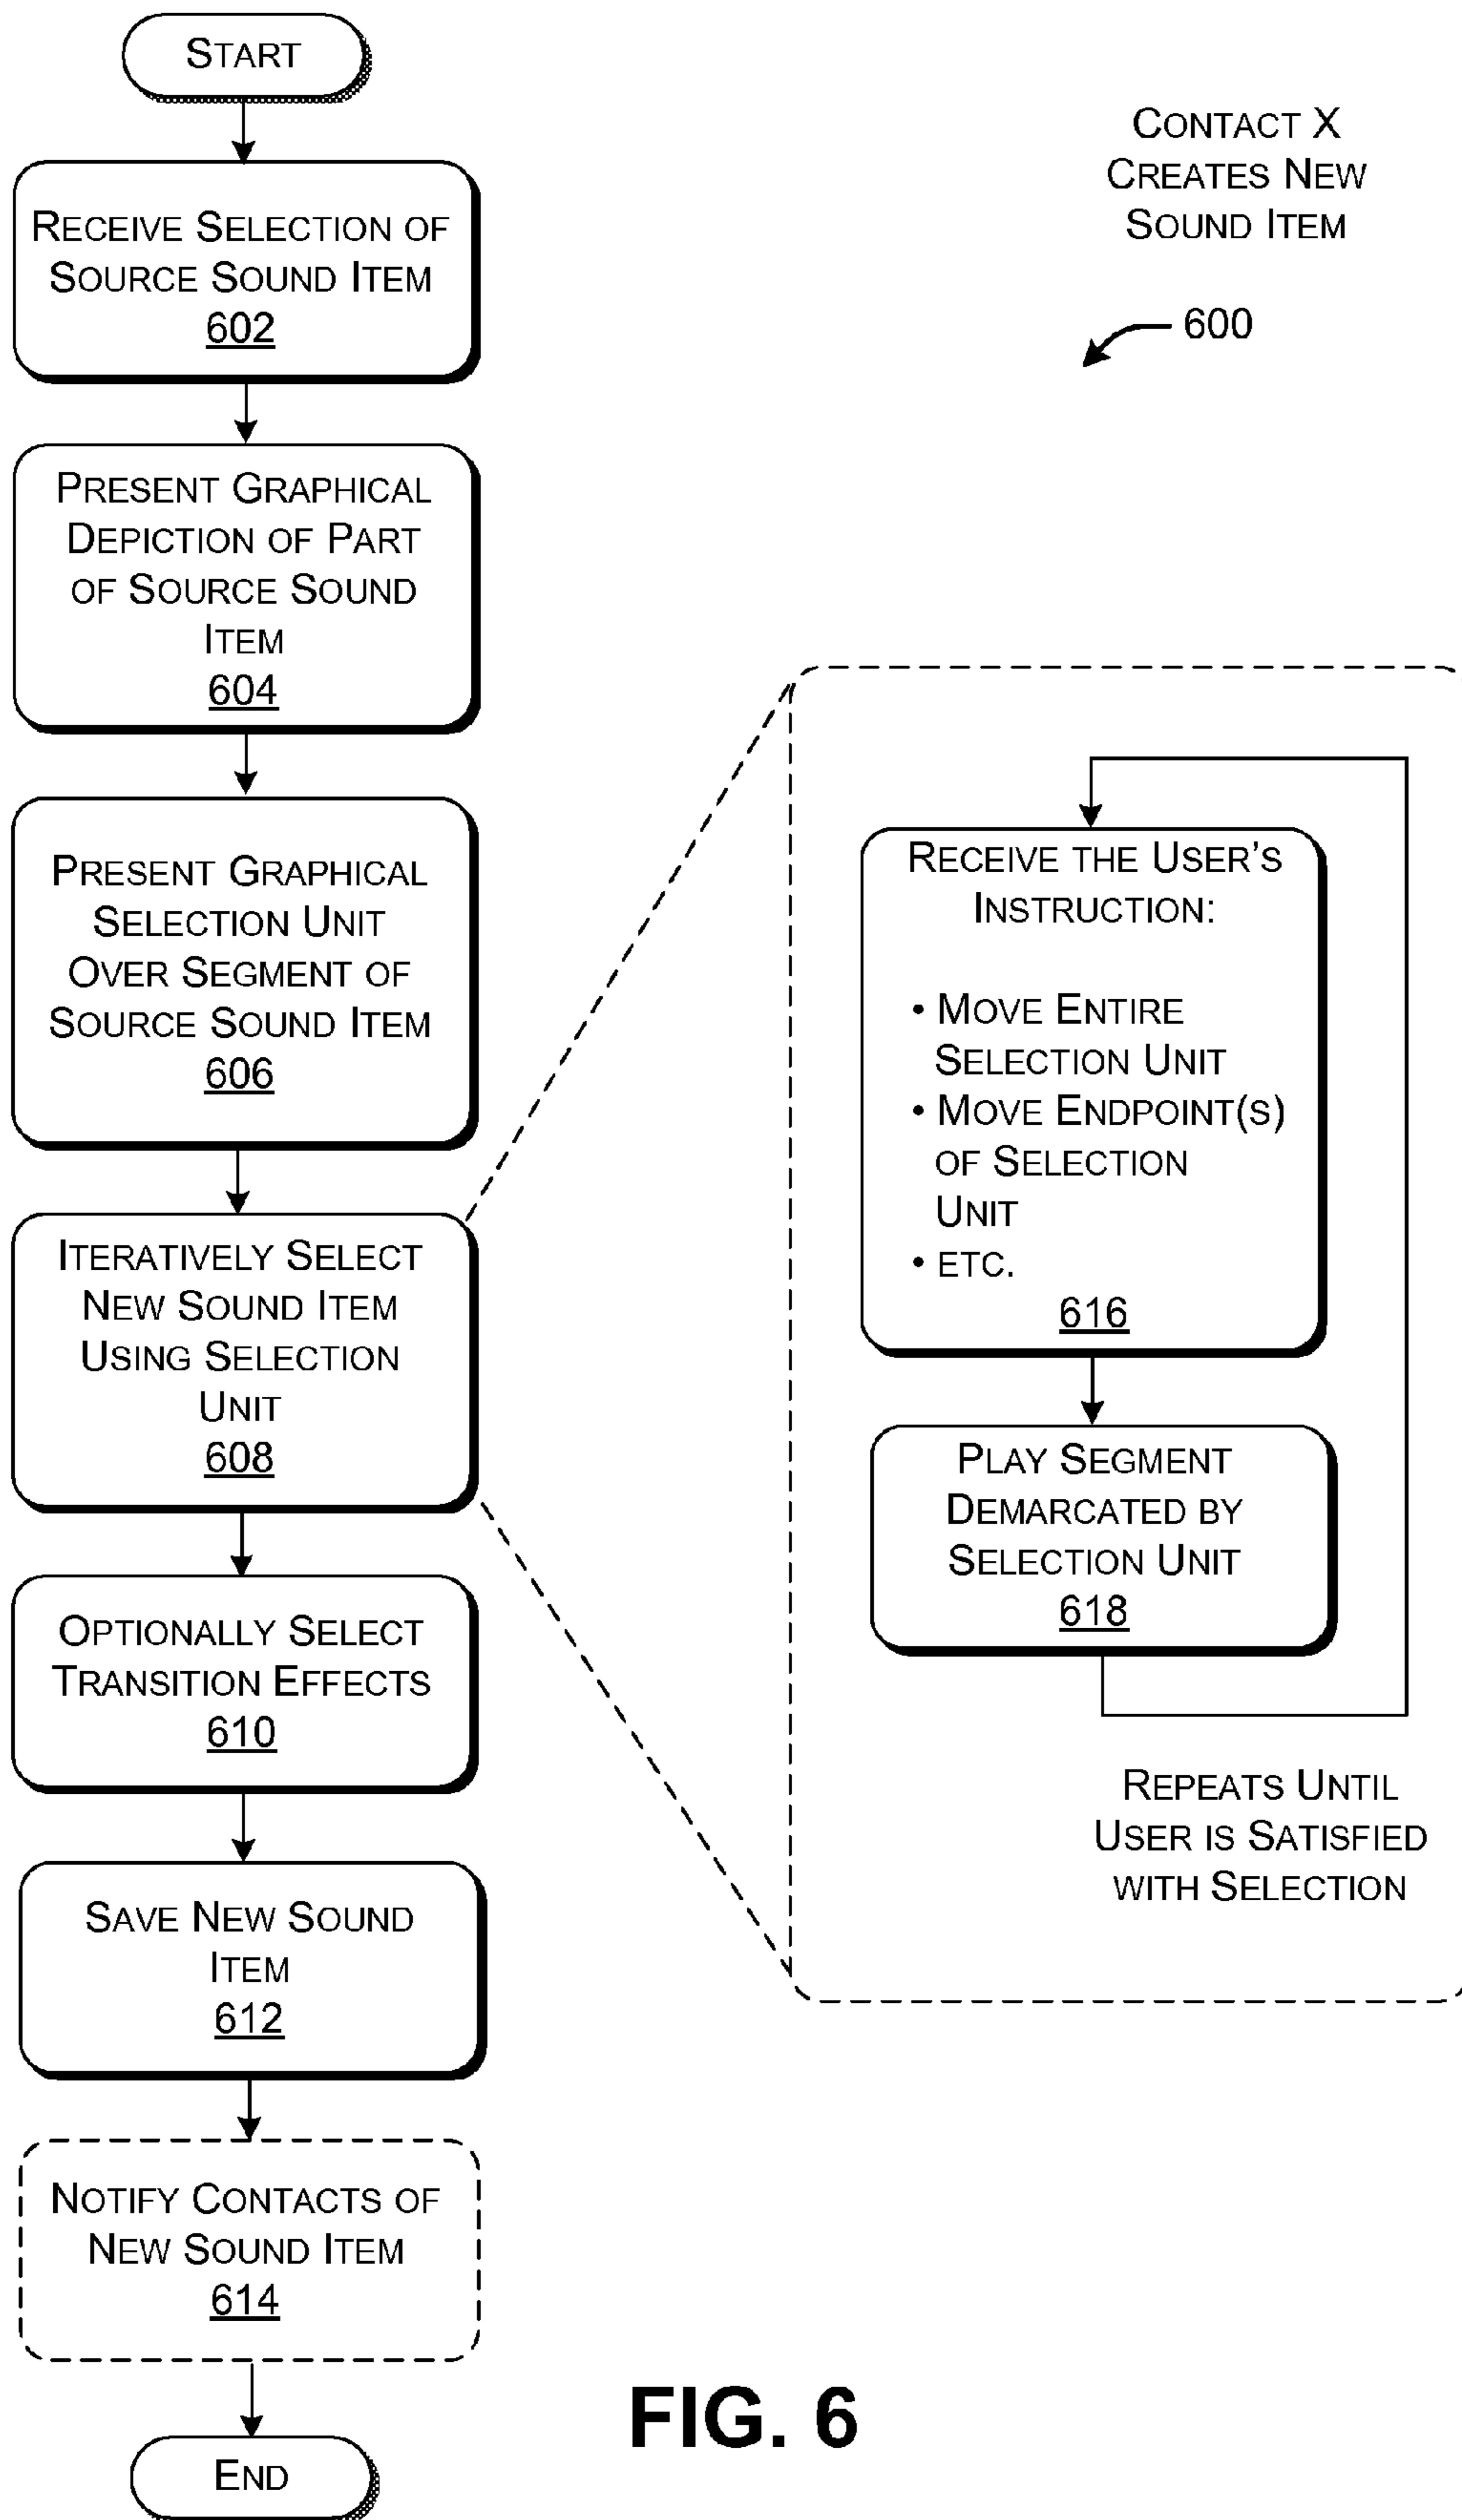 START
RECEIVE SELECTION OF
SOURCE SOUND ITEM
602
PRESENT GRAPHICAL
DEPICTION OF PART
OF SOURCE SOUND
ITEM
604
PRESENT GRAPHICAL
SELECTION UNIT
OVER SEGMENT OF
SOURCE SOUND ITEM
606
ITERATIVELY SELECT
NEW SOUND ITEM
USING SELECTION
UNIT
608
OPTIONALLY SELECT
TRANSITION EFFECTS
610
SAVE NEW SOUND
ITEM
612
NOTIFY CONTACTS OF
NEW SOUND ITEM
614
END
CONTACT X
CREATES NEW
SOUND ITEM
600
RECEIVE THE USER'S
INSTRUCTION:
• MOVE ENTIRE
SELECTION UNIT
• MOVE ENDPOINT(S)
OF SELECTION
UNIT
• ETC.
616
PLAY SEGMENT
DEMARCATED BY
SELECTION UNIT
618
REPEATS UNTIL
USER IS SATISFIED
WITH SELECTION
FIG. 6